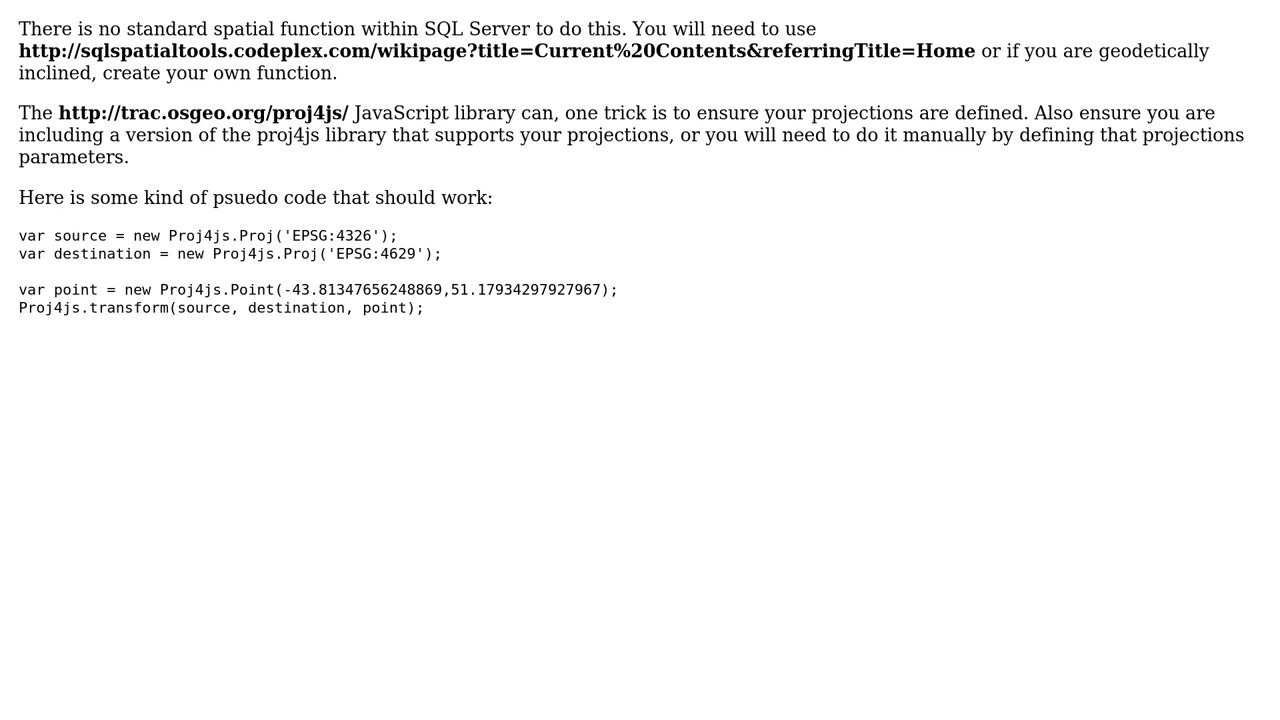 There is no standard spatial function within SQL Server to do this. You will need to use
http://sqlspatialtools.codeplex.com/wikipage?title=Current%20Contents&referringTitle=Home or if you are geodetically
inclined, create your own function.
The http://trac.osgeo.org/proj4js/ JavaScript library can, one trick is to ensure your projections are defined. Also ensure you are
including a version of the proj4js library that supports your projections, or you will need to do it manually by defining that projections
parameters.
Here is some kind of psuedo code that should work:
var source = new Proj4js.Proj('EPSG:4326');
var destination = new Proj4js.Proj('EPSG:4629');
var point = new Proj4js.Point(-43.81347656248869,51.17934297927967);
Proj4js.transform(source, destination, point);